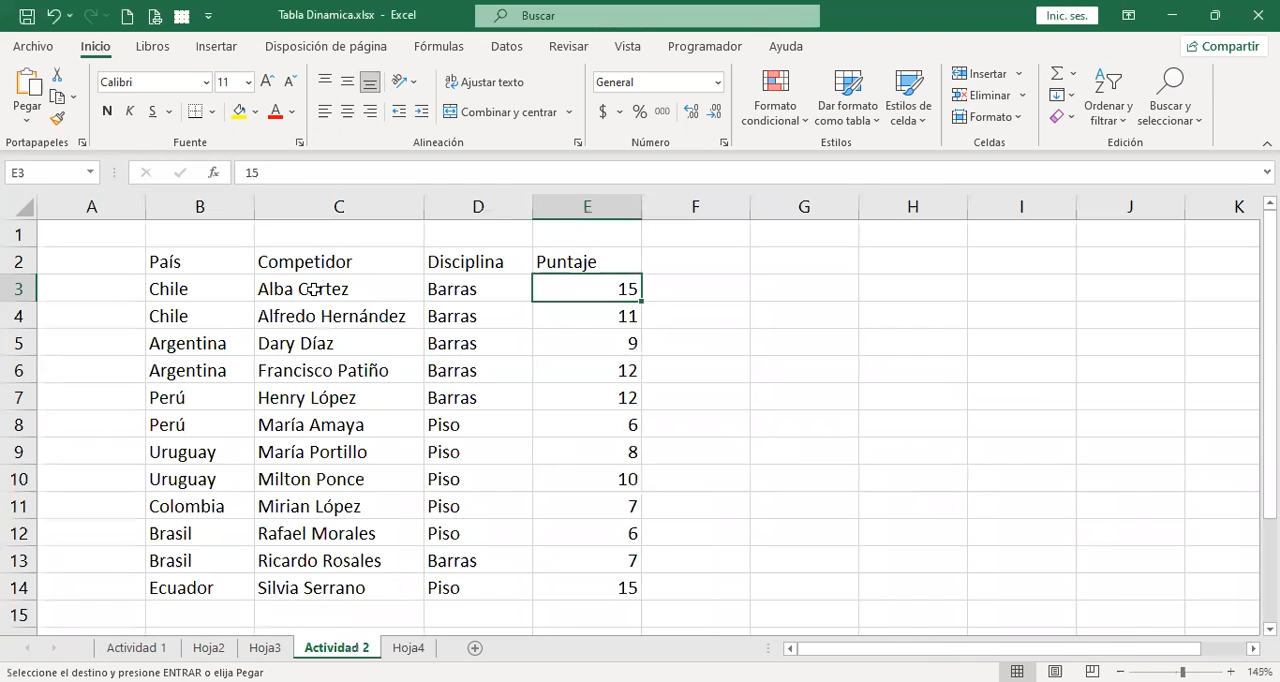 Tabla Dinamica.xlsx - Excel
Buscar
Inic. ses.
Archivo Inicio Libros Insertar Disposición de página Fórmulas Datos Revisar Vista Programador Ayuda
Compartir
Pegar
Calibri 11
N K S
Ajustar texto
Combinar y centrar
General
$ % 000
Formato condicional
Dar formato como tabla
Estilos de celda
Insertar
Eliminar
Formato
Ordenar y filtrar
Buscar y seleccionar
Portapapeles Fuente Alineación Número Estilos Celdas Edición
E3 fx 15
A B C D E F G H I J K
1
2 País Competidor Disciplina Puntaje
3 Chile Alba Cortez Barras 15
4 Chile Alfredo Hernández Barras 11
5 Argentina Dary Díaz Barras 9
6 Argentina Francisco Patiño Barras 12
7 Perú Henry López Barras 12
8 Perú María Amaya Piso 6
9 Uruguay María Portillo Piso 8
10 Uruguay Milton Ponce Piso 10
11 Colombia Mirian López Piso 7
12 Brasil Rafael Morales Piso 6
13 Brasil Ricardo Rosales Barras 7
14 Ecuador Silvia Serrano Piso 15
15
Actividad 1 Hoja2 Hoja3 Actividad 2 Hoja4
Seleccione el destino y presione ENTRAR o elija Pegar
145%